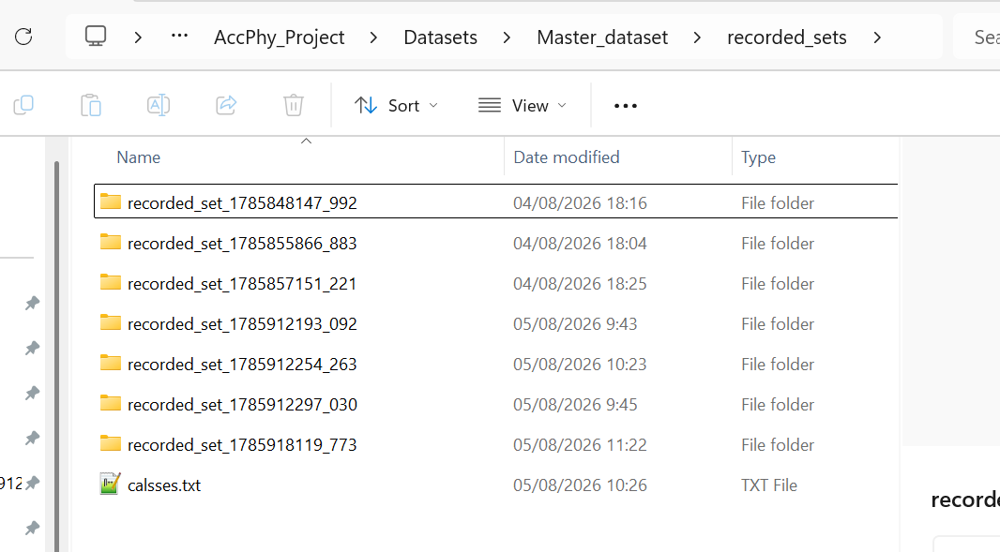 AccPhy_Project > Datasets > Master_dataset > recorded_sets >
Sort View
Name Date modified Type
recorded_set_1785848147_992 04/08/2026 18:16 File folder
recorded_set_1785855866_883 04/08/2026 18:04 File folder
recorded_set_1785857151_221 04/08/2026 18:25 File folder
recorded_set_1785912193_092 05/08/2026 9:43 File folder
recorded_set_1785912254_263 05/08/2026 10:23 File folder
recorded_set_1785912297_030 05/08/2026 9:45 File folder
recorded_set_1785918119_773 05/08/2026 11:22 File folder
calsses.txt 05/08/2026 10:26 TXT File